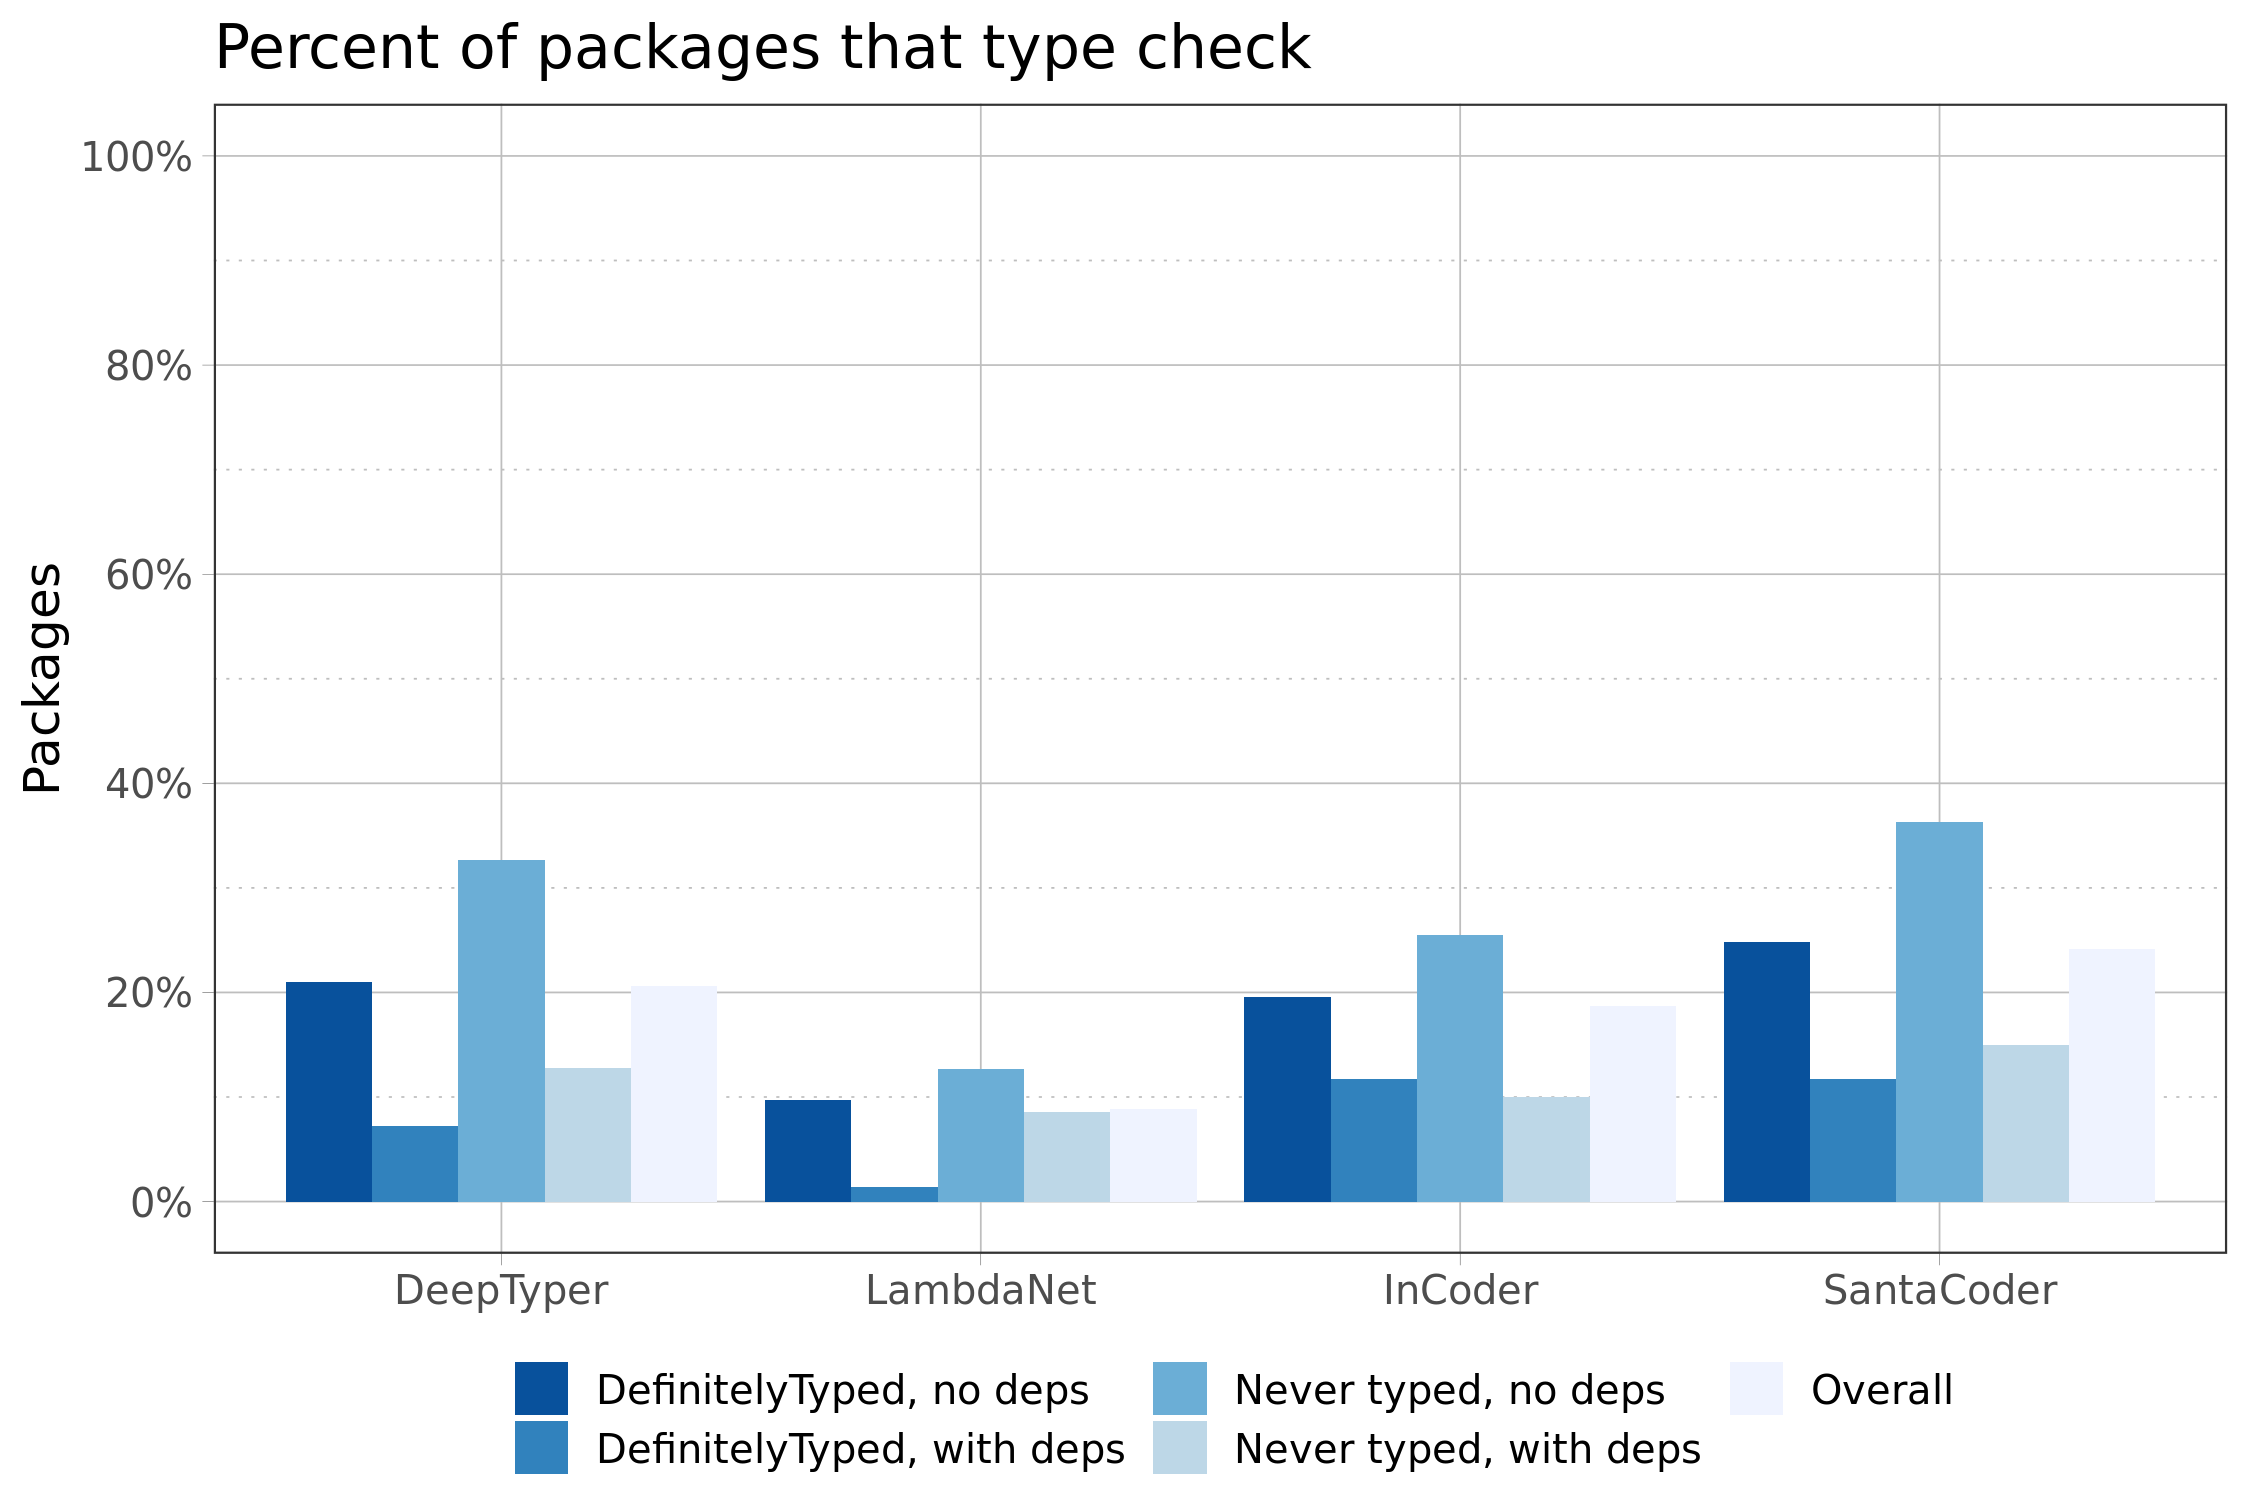 Percent of packages that type check
Packages
100%
80%
60%
40%
20%
0%
DeepTyper LambdaNet InCoder SantaCoder
DefinitelyTyped, no deps Never typed, no deps Overall
DefinitelyTyped, with deps Never typed, with deps